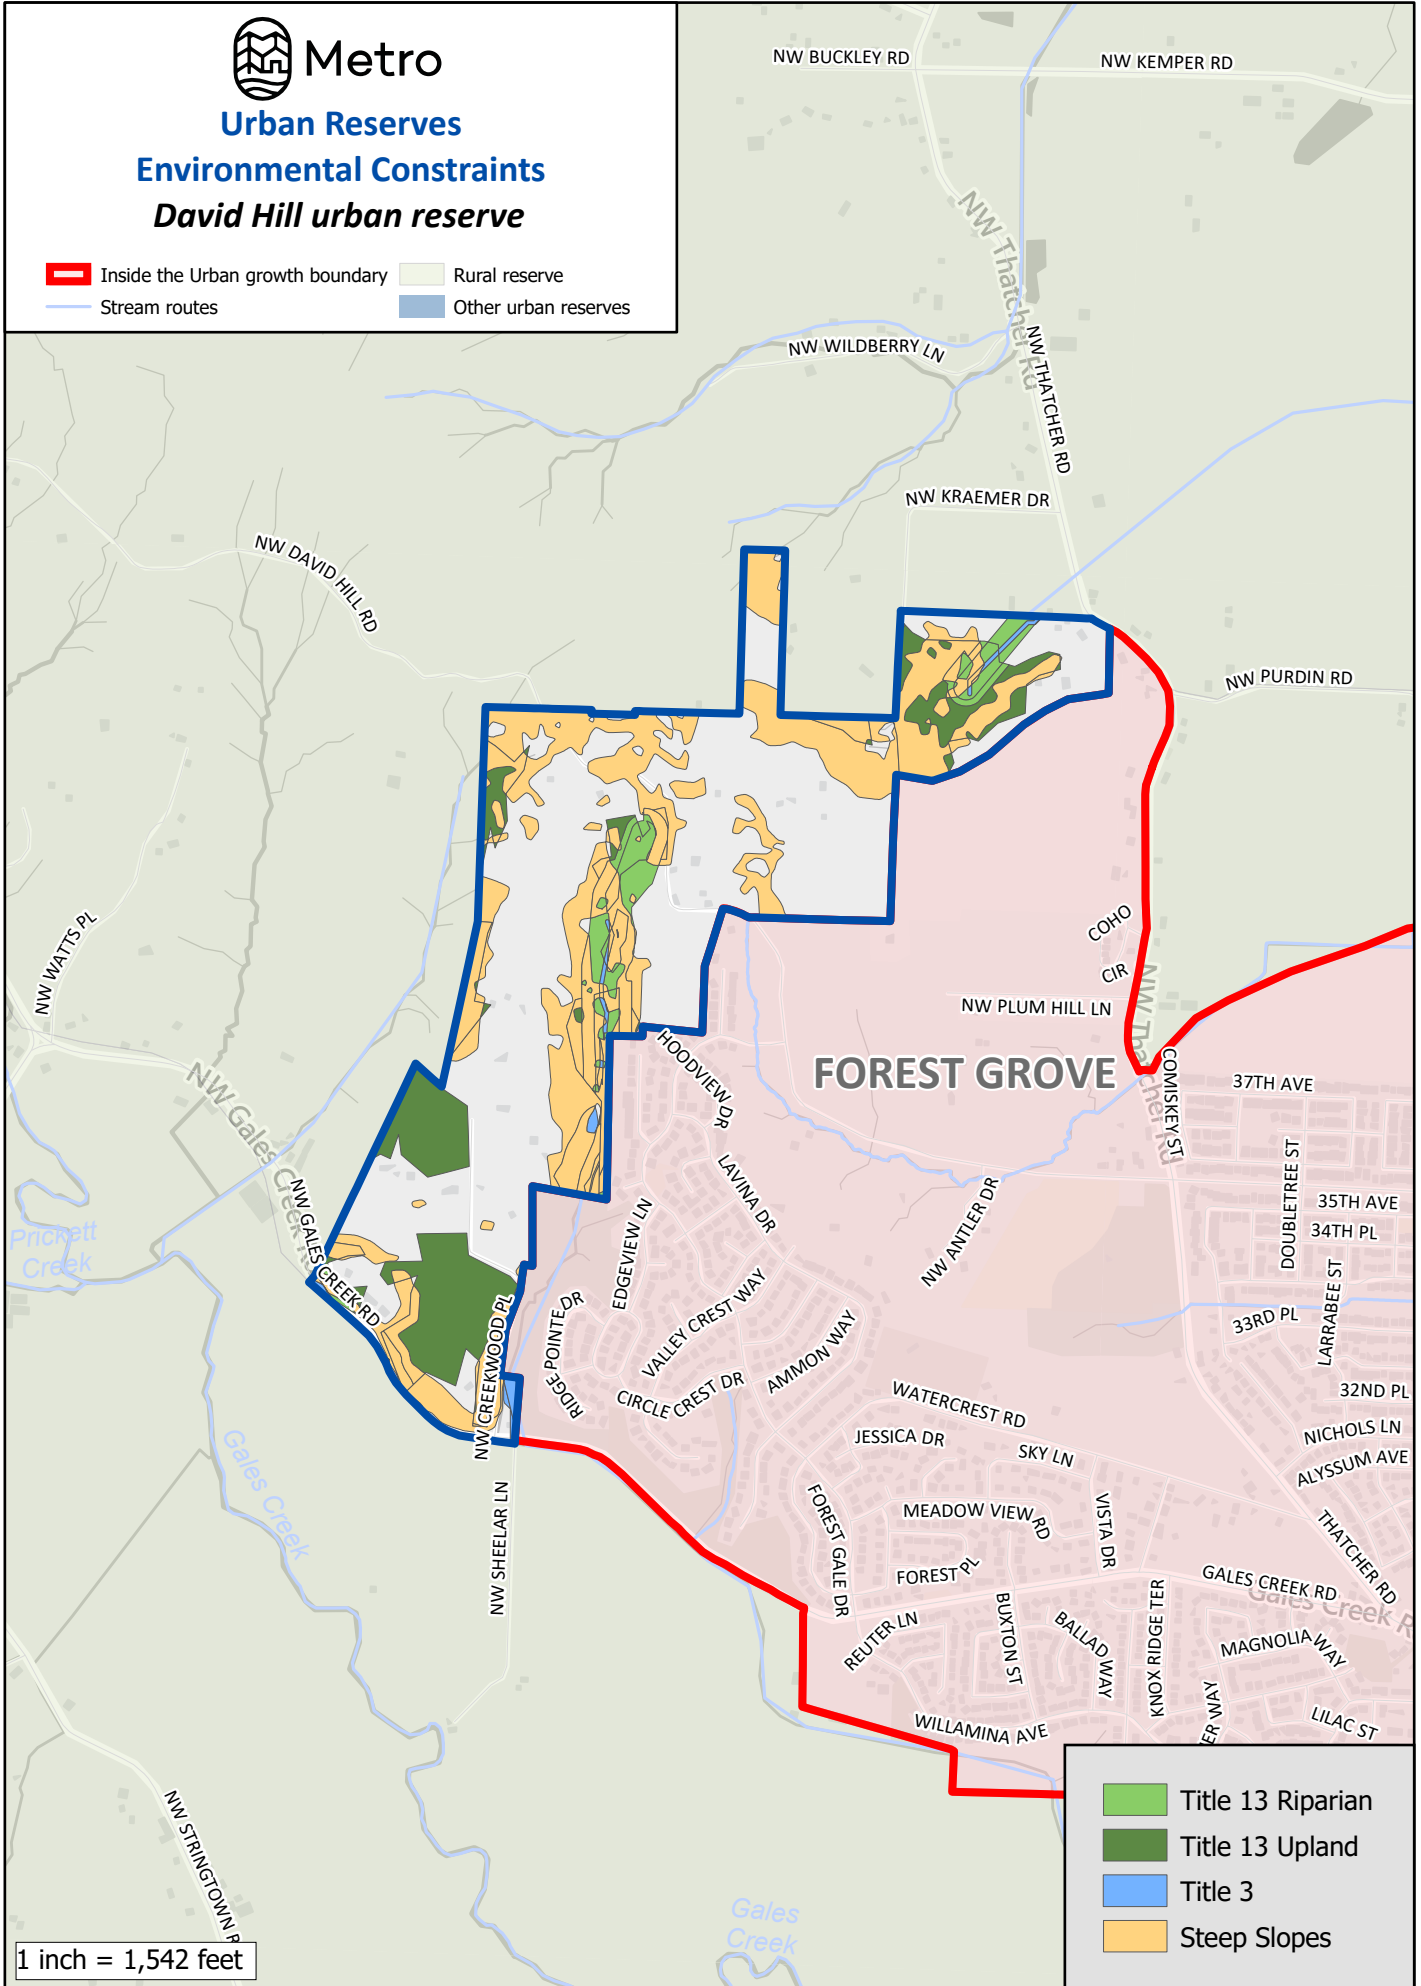 Metro
Urban Reserves
Environmental Constraints
David Hill urban reserve
Inside the Urban growth boundary
Rural reserve
Stream routes
Other urban reserves
NW BUCKLEY RD
NW KEMPER RD
NW Thatcher Rd
NW WILDBERRY LN
NW THATCHER RD
NW KRAEMER DR
NW DAVID HILL RD
NW PURDIN RD
NW WATTS PL
COHO
CIR
NW PLUM HILL LN
NW Thatcher Rd
HOODVIEW DR
FOREST GROVE
COMISKEY ST
37TH AVE
NW Gales Creek Rd
NW GALES CREEK RD
LAVINA DR
DOUBLETREE ST
35TH AVE
34TH PL
Prickett
Creek
EDGEVIEW LN
NW ANTLER DR
LARRABEE ST
33RD PL
RIDGE POINTE DR
VALLEY CREST WAY
AMMON WAY
NW CREEKWOOD PL
CIRCLE CREST DR
32ND PL
WATERCREST RD
NICHOLS LN
JESSICA DR
SKY LN
ALYSSUM AVE
Gales Creek
NW SHEELAR LN
FOREST GALE DR
MEADOW VIEW RD
VISTA DR
THATCHER RD
FOREST PL
GALES CREEK RD
Gales Creek R
REUTER LN
BUXTON ST
BALLAD WAY
KNOX RIDGE TER
MAGNOLIA WAY
WILLAMINA AVE
ER WAY
LILAC ST
NW STRINGTOWN R
Gales
Creek
Title 13 Riparian
Title 13 Upland
Title 3
Steep Slopes
1 inch = 1,542 feet